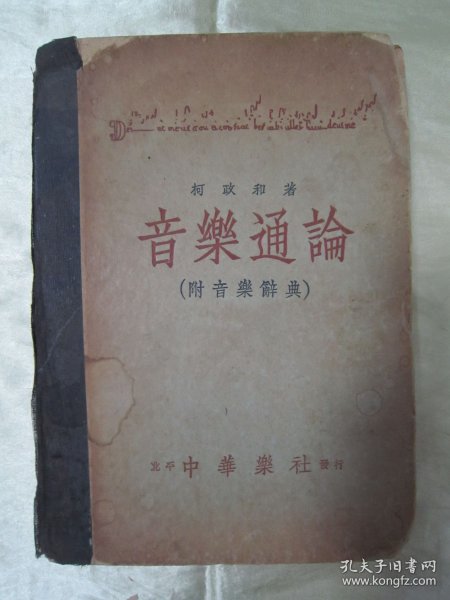 柯政和著
音樂通論
(附音樂辭典)
北平中華樂社發行
孔夫子旧书网
www.kongfz.com